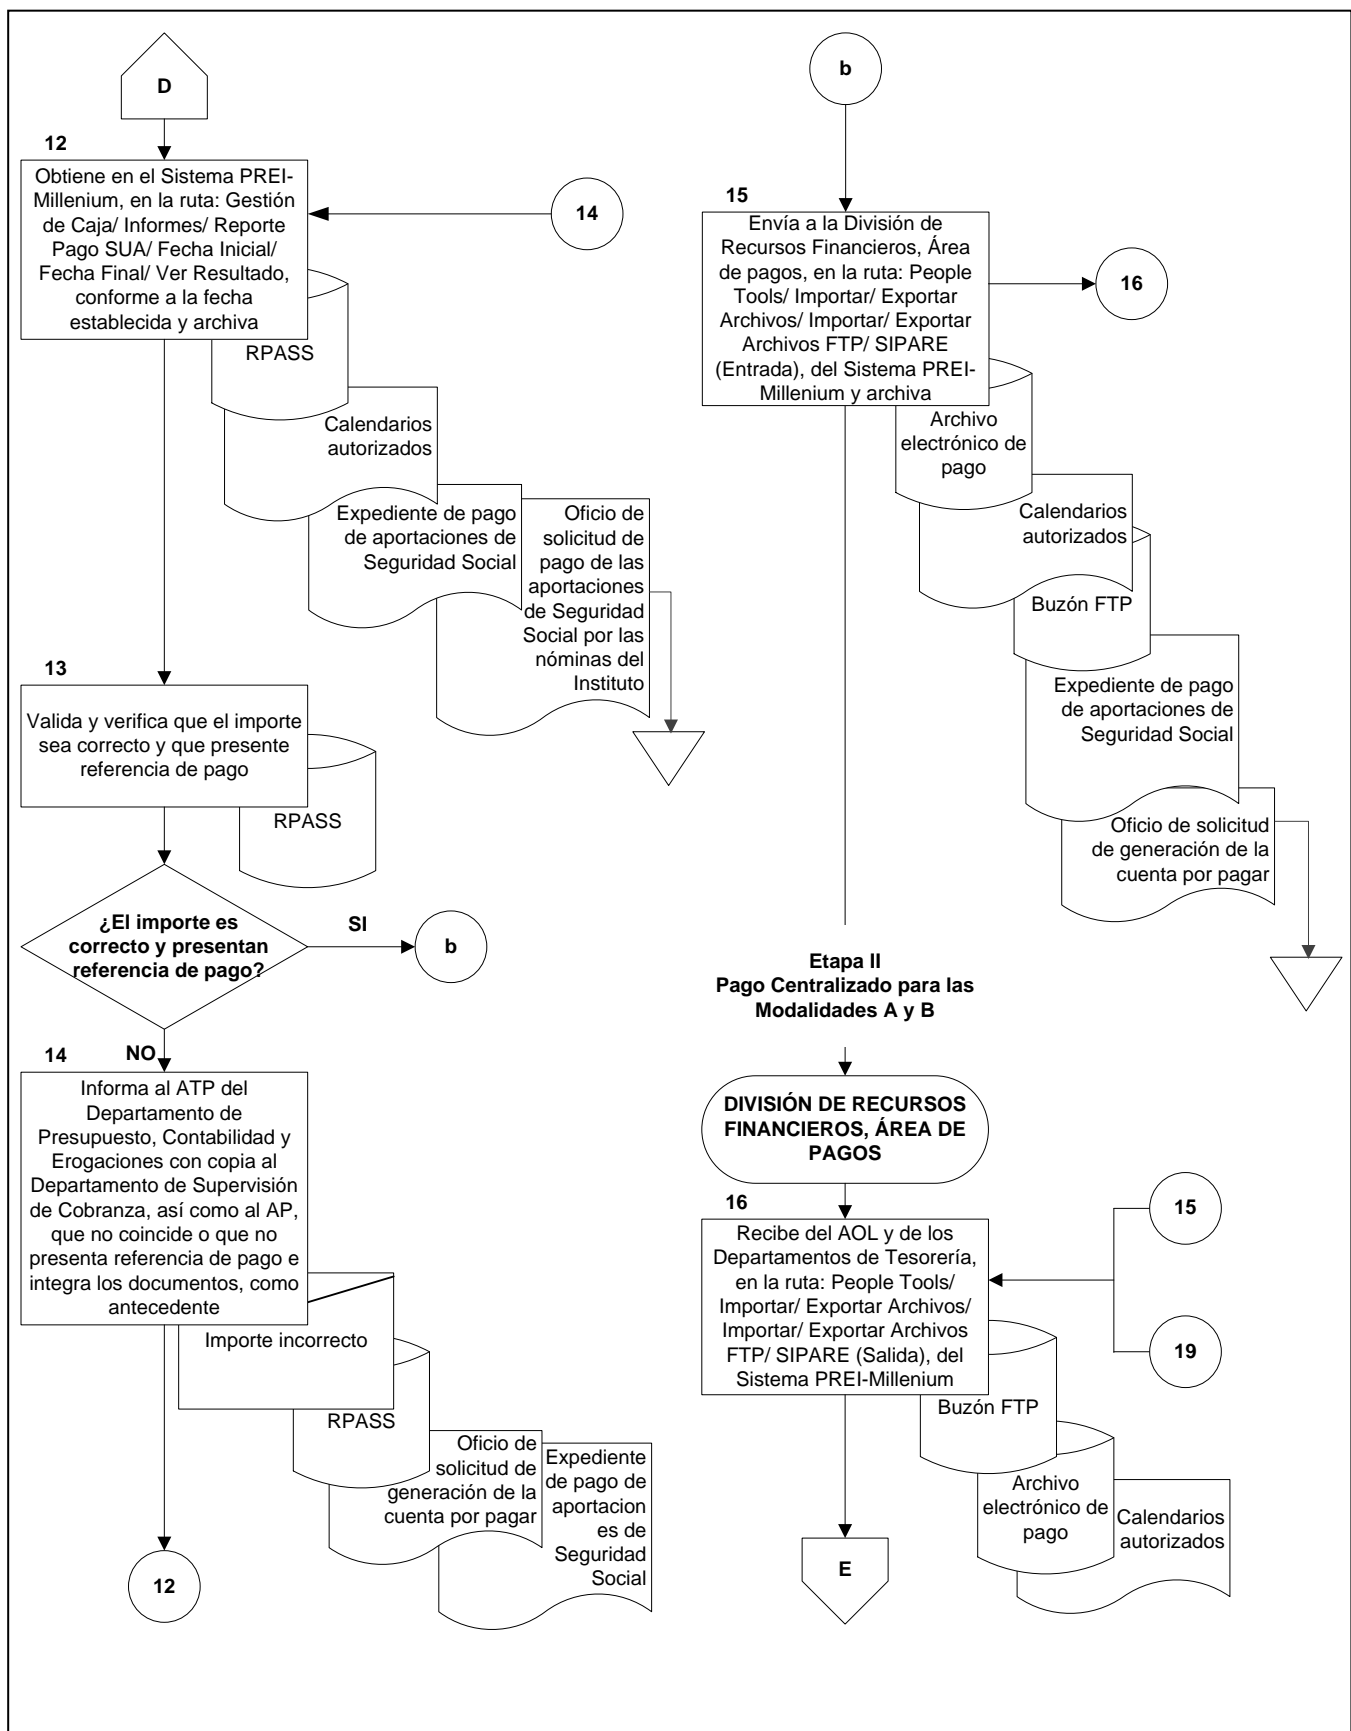 D
12
Obtiene en el Sistema PREI-
Millenium, en la ruta: Gestión
de Caja/ Informes/ Reporte
Pago SUA/ Fecha Inicial/
Fecha Final/ Ver Resultado,
conforme a la fecha
establecida y archiva
14
RPASS
Calendarios
autorizados
Expediente de pago
de aportaciones de
Seguridad Social
Oficio de
solicitud de
pago de las
aportaciones
de Seguridad
Social por las
nóminas del
Instituto
13
Valida y verifica que el importe
sea correcto y que presente
referencia de pago
RPASS
¿El importe es
correcto y presentan
referencia de pago?
SI
b
NO
14
Informa al ATP del
Departamento de
Presupuesto, Contabilidad y
Erogaciones con copia al
Departamento de Supervisión
de Cobranza, así como al AP,
que no coincide o que no
presenta referencia de pago e
integra los documentos, como
antecedente
Importe incorrecto
RPASS
Oficio de
solicitud de
generación de la
cuenta por pagar
Expediente
de pago de
aportacion
es de
Seguridad
Social
12
b
15
Envía a la División de
Recursos Financieros, Área
de pagos, en la ruta: People
Tools/ Importar/ Exportar
Archivos/ Importar/ Exportar
Archivos FTP/ SIPARE
(Entrada), del Sistema PREI-
Millenium y archiva
16
Archivo
electrónico de
pago
Calendarios
autorizados
Buzón FTP
Expediente de pago
de aportaciones de
Seguridad Social
Oficio de solicitud
de generación de la
cuenta por pagar
Etapa II
Pago Centralizado para las
Modalidades A y B
DIVISIÓN DE RECURSOS
FINANCIEROS, ÁREA DE
PAGOS
16
Recibe del AOL y de los
Departamentos de Tesorería,
en la ruta: People Tools/
Importar/ Exportar Archivos/
Importar/ Exportar Archivos
FTP/ SIPARE (Salida), del
Sistema PREI-Millenium
15
19
Buzón FTP
Archivo
electrónico de
pago
Calendarios
autorizados
E